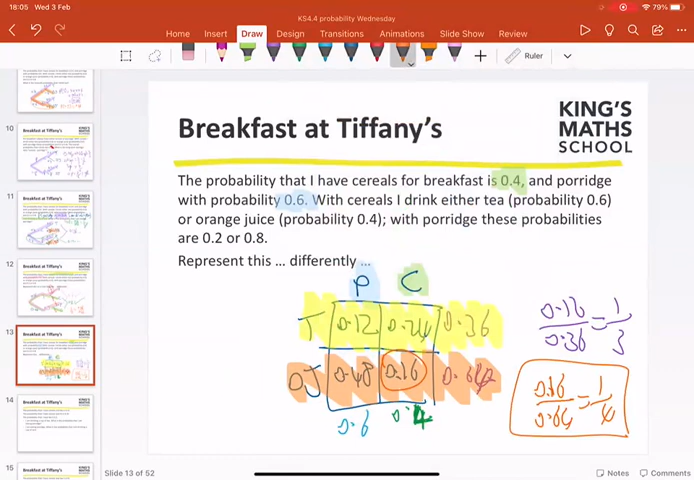 18:05 Wed 3 Feb
79%
KS4.4 probability Wednesday
Home Insert Draw Design Transitions Animations Slide Show Review
Ruler
10
11
12
13
14
15
Breakfast at Tiffany's
KING'S
MATHS
SCHOOL
The probability that I have cereals for breakfast is 0.4, and porridge
with probability 0.6. With cereals I drink either tea (probability 0.6)
or orange juice (probability 0.4); with porridge these probabilities
are 0.2 or 0.8.
Represent this ... differently ...
P C
T 0.12 0.24 0.36
OJ 0.48 0.16 0.64
0.6 0.4
0.16/0.36 = 1/3
0.16/0.64 = 1/4
Slide 13 of 52
Notes Comments